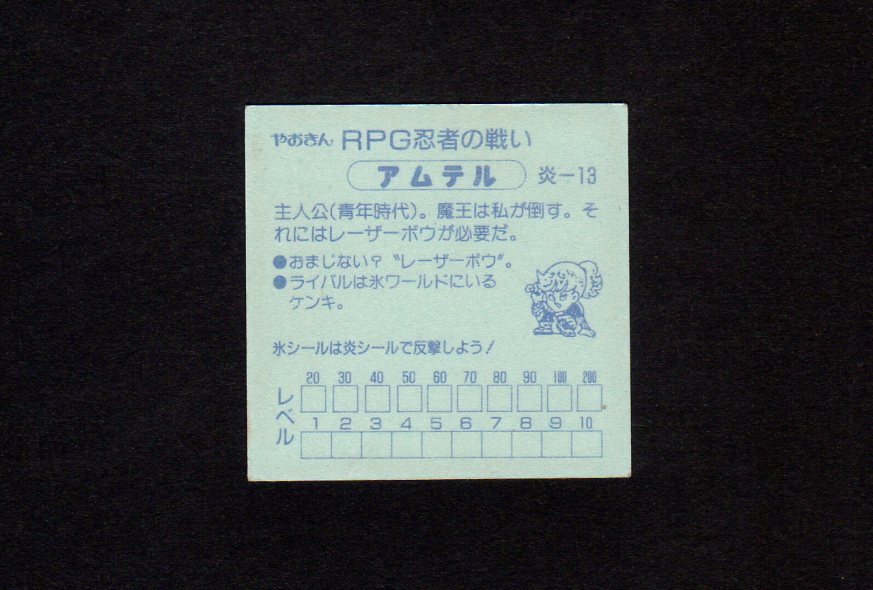 やおきん RPG忍者の戦い
アムテル 炎－13
主人公(青年時代)。魔王は私が倒す。そ
れにはレーザーボウが必要だ。
●おまじない？〝レーザーボウ〟。
●ライバルは氷ワールドにいる
ケンキ。
氷シールは炎シールで反撃しよう！
レベル
20 30 40 50 60 70 80 90 100 200
1 2 3 4 5 6 7 8 9 10